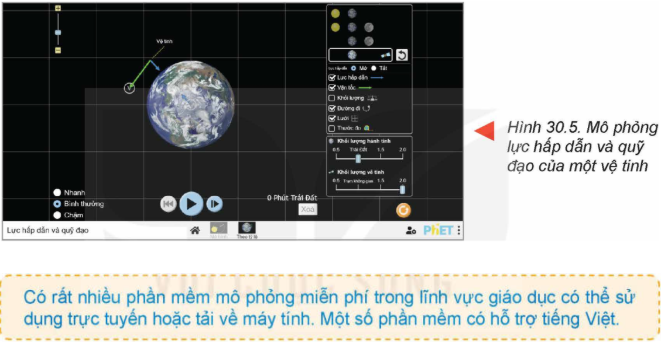 Vệ tinh
Lực hấp dẫn
Mở
Tắt
Lực hấp dẫn
Vận tốc
Khối lượng
Đường đi
Lưới
Thước đo
Khối lượng hành tinh
0.5 Trái Đất 1.5 2.0
Khối lượng vệ tinh
0.5 Trạm không gian 1.5 2.0
Nhanh
Bình thường
Chậm
0 Phút Trái Đất
Xoá
Lực hấp dẫn và quỹ đạo
Theo tỉ lệ
PhET
Hình 30.5. Mô phỏng
lực hấp dẫn và quỹ
đạo của một vệ tinh
Có rất nhiều phần mềm mô phỏng miễn phí trong lĩnh vực giáo dục có thể sử
dụng trực tuyến hoặc tải về máy tính. Một số phần mềm có hỗ trợ tiếng Việt.